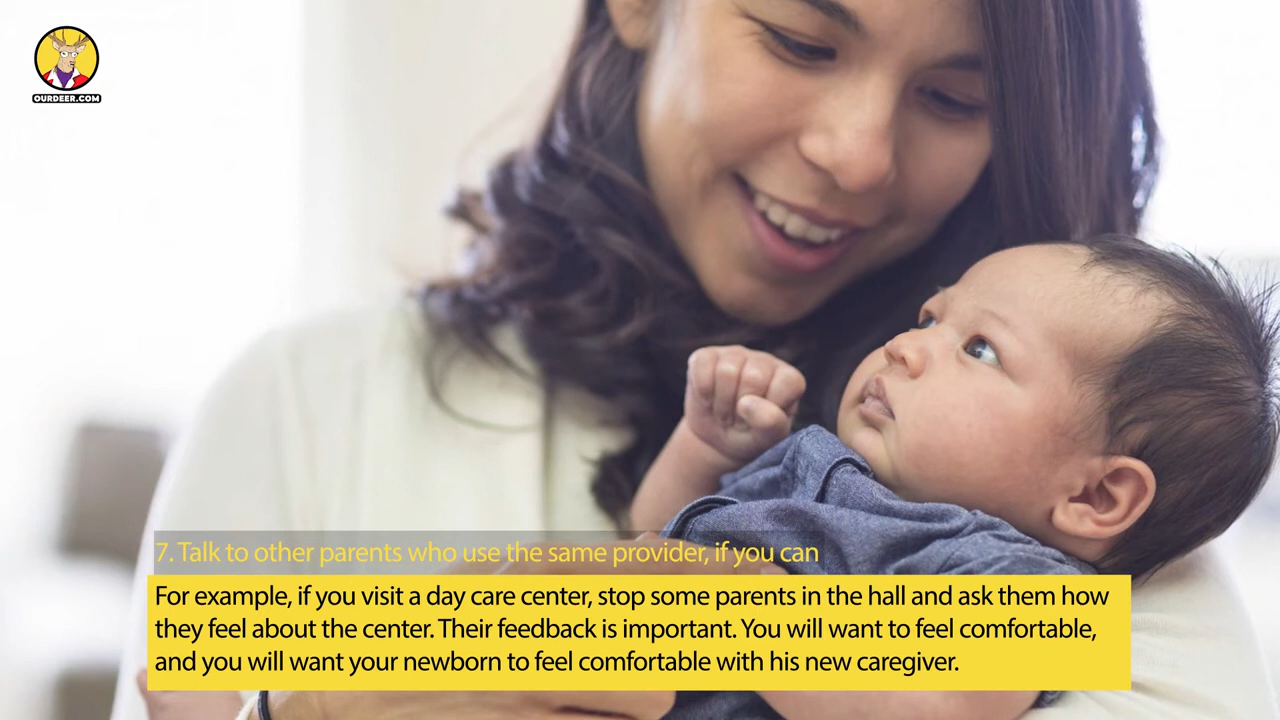 OURDEER.COM
7. Talk to other parents who use the same provider, if you can
For example, if you visit a day care center, stop some parents in the hall and ask them how
they feel about the center. Their feedback is important. You will want to feel comfortable,
and you will want your newborn to feel comfortable with his new caregiver.